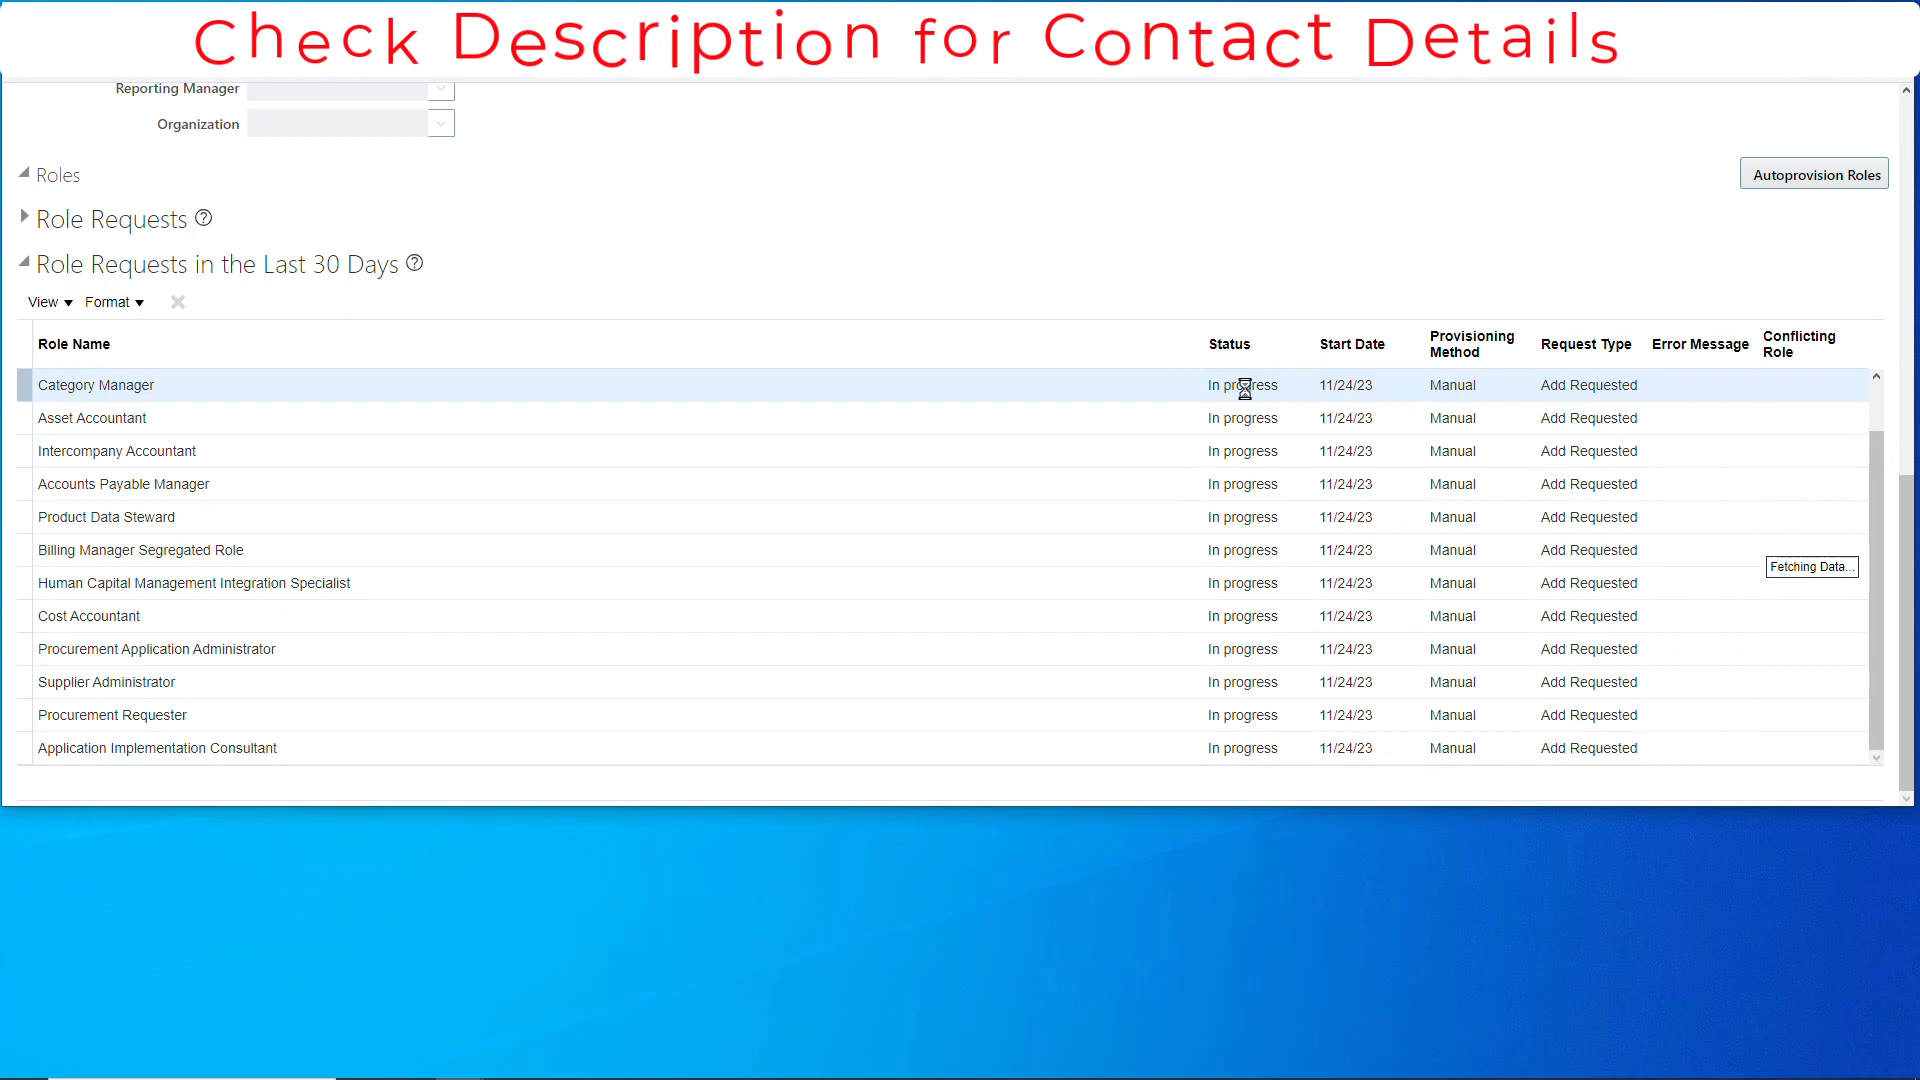 Check Description for Contact Details
Reporting Manager
Organization
Roles
Autoprovision Roles
Role Requests
Role Requests in the Last 30 Days
View Format
Role Name Status Start Date Provisioning Method Request Type Error Message Conflicting Role
Category Manager In progress 11/24/23 Manual Add Requested
Asset Accountant In progress 11/24/23 Manual Add Requested
Intercompany Accountant In progress 11/24/23 Manual Add Requested
Accounts Payable Manager In progress 11/24/23 Manual Add Requested
Product Data Steward In progress 11/24/23 Manual Add Requested
Billing Manager Segregated Role In progress 11/24/23 Manual Add Requested
Fetching Data...
Human Capital Management Integration Specialist In progress 11/24/23 Manual Add Requested
Cost Accountant In progress 11/24/23 Manual Add Requested
Procurement Application Administrator In progress 11/24/23 Manual Add Requested
Supplier Administrator In progress 11/24/23 Manual Add Requested
Procurement Requester In progress 11/24/23 Manual Add Requested
Application Implementation Consultant In progress 11/24/23 Manual Add Requested